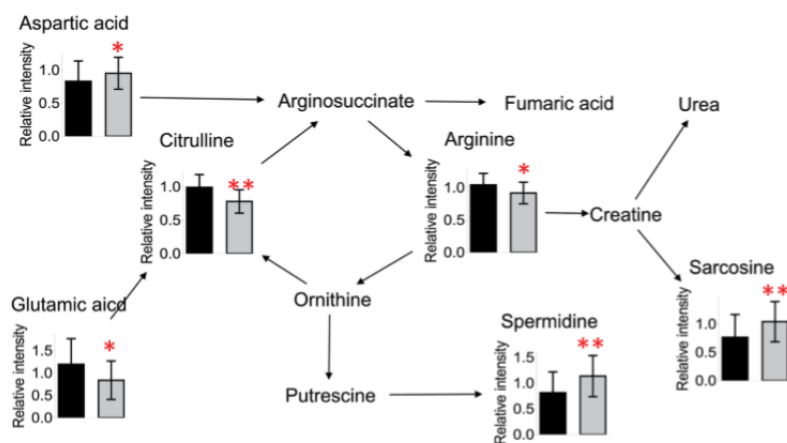 Aspartic acid
*
Relative intensity
1.0
0.5
0.0
Arginosuccinate
Fumaric acid
Urea
Citrulline
**
Relative intensity
1.0
0.5
0.0
Arginine
*
Relative intensity
1.0
0.5
0.0
Creatine
Sarcosine
**
Relative intensity
1.0
0.5
0.0
Glutamic aicd
*
Relative intensity
1.5
1.0
0.5
0.0
Ornithine
Spermidine
**
Relative intensity
1.5
1.0
0.5
0.0
Putrescine